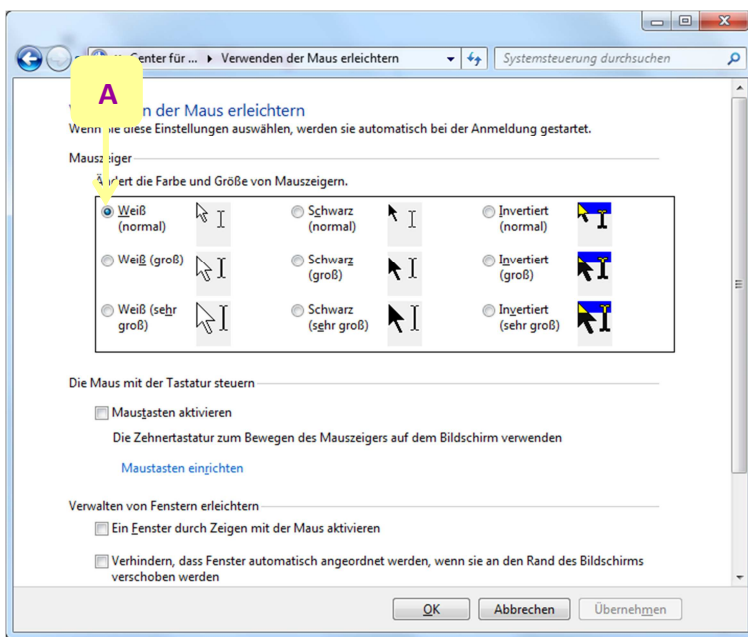 Center für ... ▸ Verwenden der Maus erleichtern
Systemsteuerung durchsuchen
A
en der Maus erleichtern
Wenn Sie diese Einstellungen auswählen, werden sie automatisch bei der Anmeldung gestartet.
Mauszeiger
Ändert die Farbe und Größe von Mauszeigern.
Weiß
(normal)
Schwarz
(normal)
Invertiert
(normal)
Weiß (groß)
Schwarz
(groß)
Invertiert
(groß)
Weiß (sehr
groß)
Schwarz
(sehr groß)
Invertiert
(sehr groß)
Die Maus mit der Tastatur steuern
Maustasten aktivieren
Die Zehnertastatur zum Bewegen des Mauszeigers auf dem Bildschirm verwenden
Maustasten einrichten
Verwalten von Fenstern erleichtern
Ein Fenster durch Zeigen mit der Maus aktivieren
Verhindern, dass Fenster automatisch angeordnet werden, wenn sie an den Rand des Bildschirms
verschoben werden
OK
Abbrechen
Übernehmen